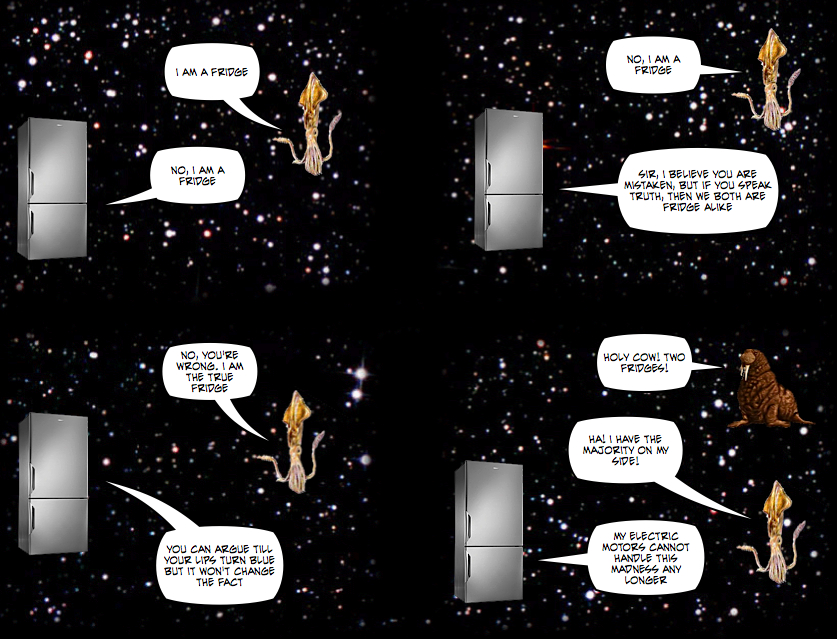 I AM A FRIDGE
NO, I AM A
FRIDGE
NO, I AM A
FRIDGE
SIR, I BELIEVE YOU ARE
MISTAKEN, BUT IF YOU SPEAK
TRUTH, THEN WE BOTH ARE
FRIDGE ALIKE
NO, YOU'RE
WRONG. I AM
THE TRUE
FRIDGE
YOU CAN ARGUE TILL
YOUR LIPS TURN BLUE
BUT IT WON'T CHANGE
THE FACT
HOLY COW! TWO
FRIDGES!
HA! I HAVE THE
MAJORITY ON MY
SIDE!
MY ELECTRIC
MOTORS CANNOT
HANDLE THIS
MADNESS ANY
LONGER